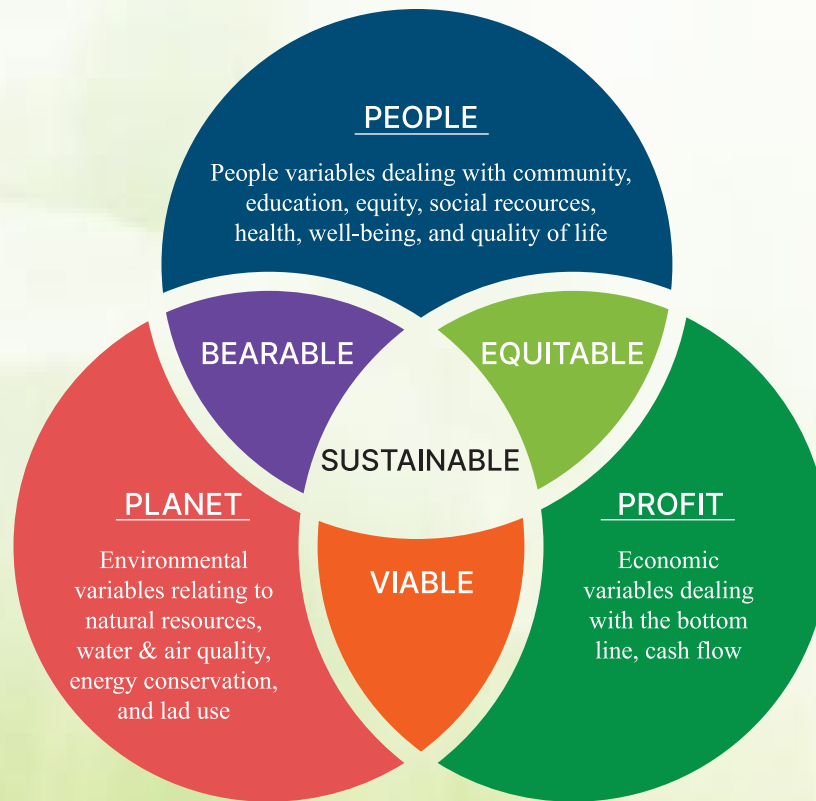 PEOPLE
People variables dealing with community,
education, equity, social recources,
health, well-being, and quality of life
BEARABLE
EQUITABLE
SUSTAINABLE
PLANET
Environmental
variables relating to
natural resources,
water & air quality,
energy conservation,
and lad use
VIABLE
PROFIT
Economic
variables dealing
with the bottom
line, cash flow